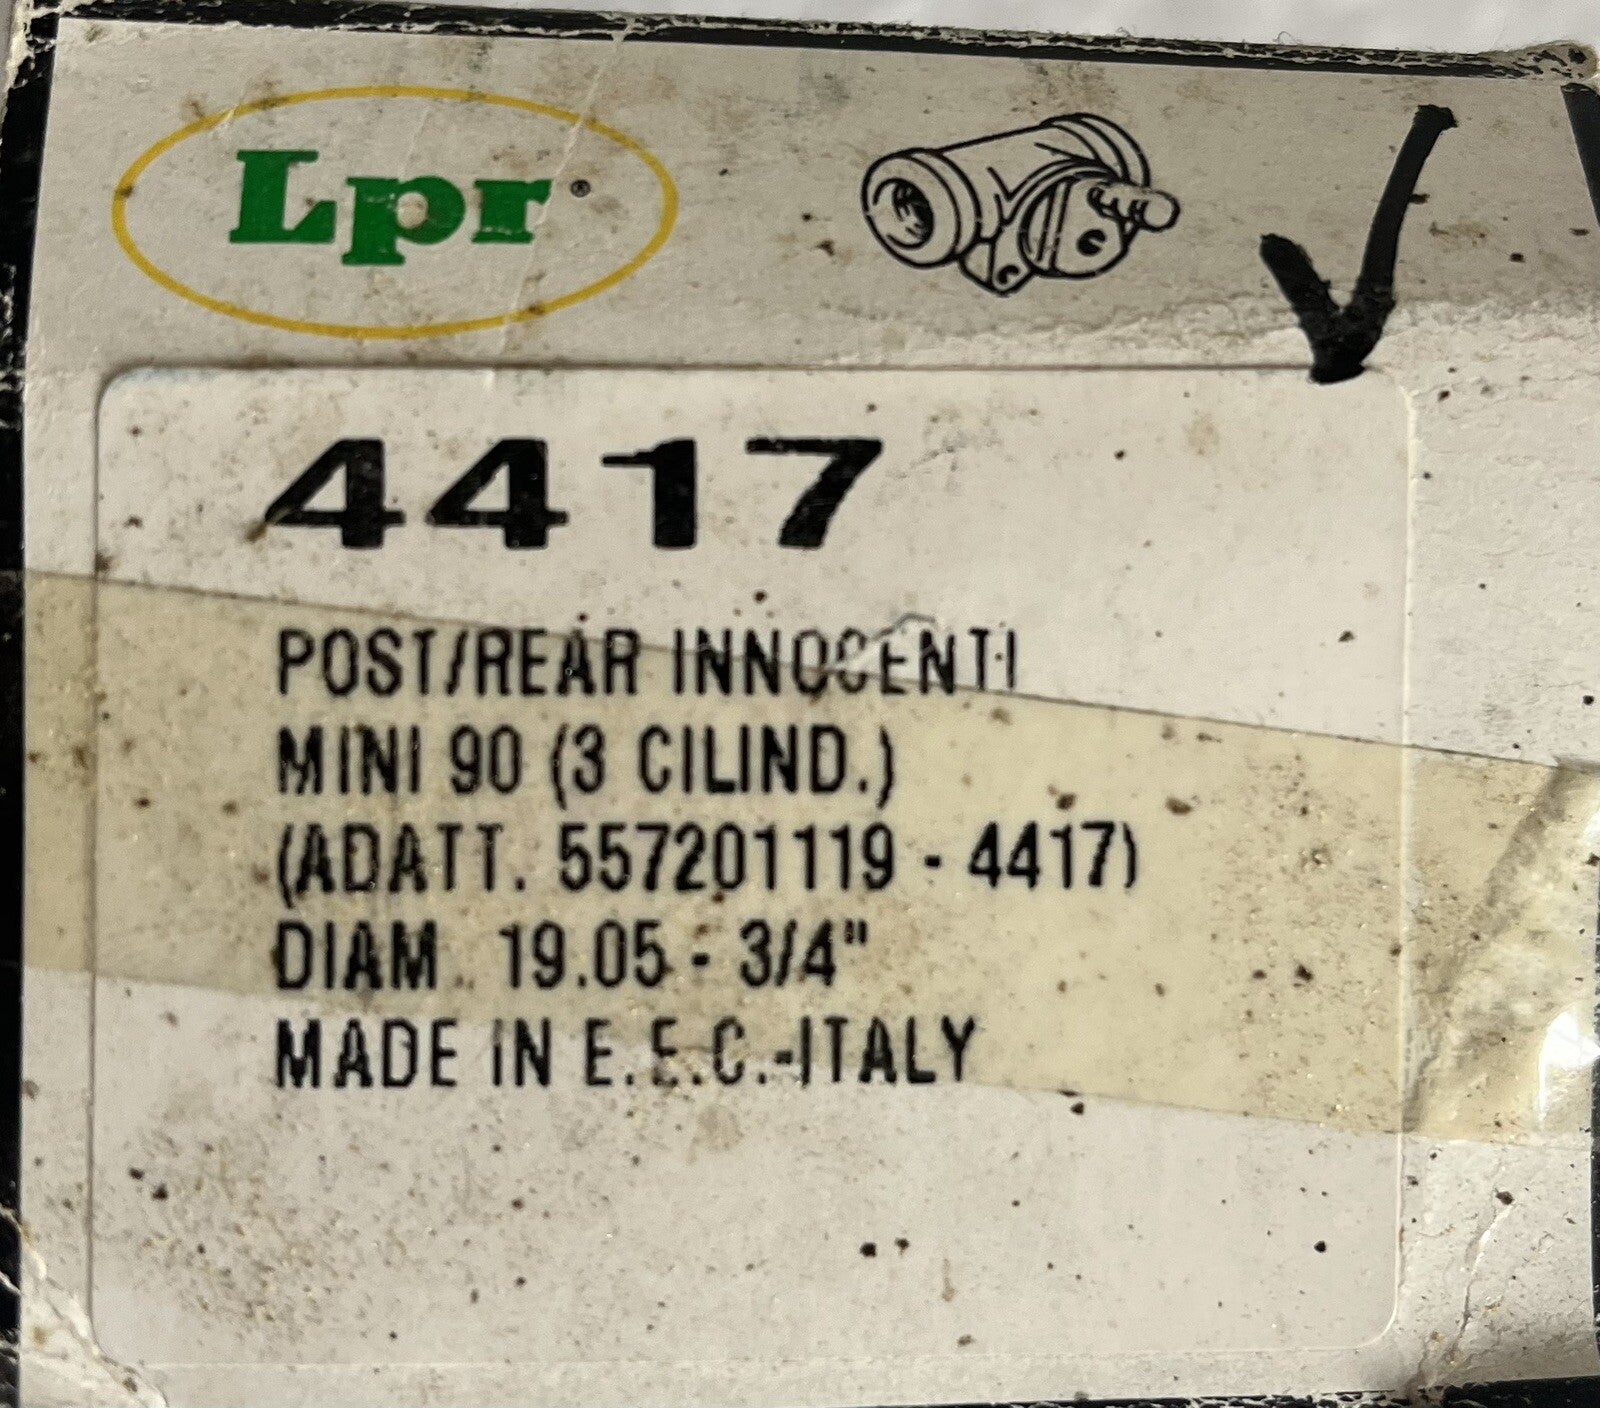 Lpr®
4417
POST/REAR INNOCENTI
MINI 90 (3 CILIND.)
(ADATT. 557201119 - 4417)
DIAM. 19.05 - 3/4"
MADE IN E.E.C.-ITALY